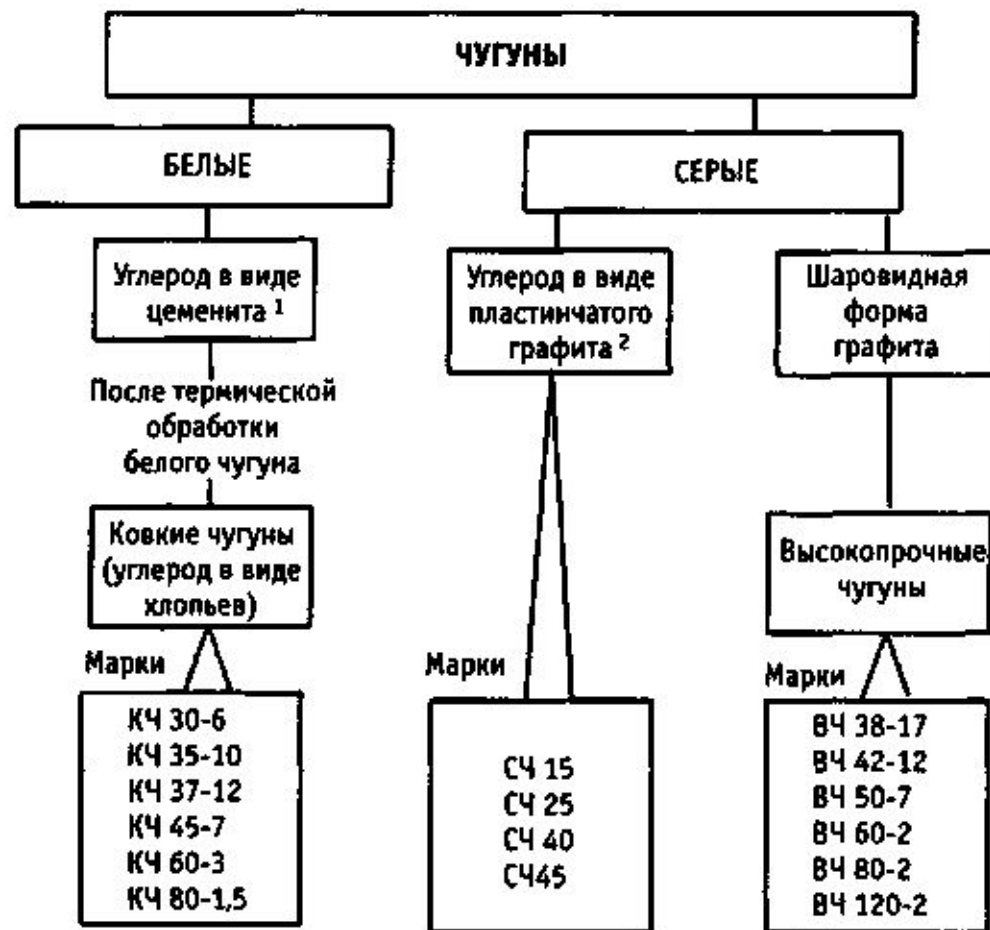 ЧУГУНЫ
БЕЛЫЕ
СЕРЫЕ
Углерод в виде
цеменита ¹
Углерод в виде
пластинчатого
графита ²
Шаровидная
форма
графита
После термической
обработки
белого чугуна
Ковкие чугуны
(углерод в виде
хлопьев)
Высокопрочные
чугуны
Марки
Марки
Марки
КЧ 30-6
КЧ 35-10
КЧ 37-12
КЧ 45-7
КЧ 60-3
КЧ 80-1,5
СЧ 15
СЧ 25
СЧ 40
СЧ45
ВЧ 38-17
ВЧ 42-12
ВЧ 50-7
ВЧ 60-2
ВЧ 80-2
ВЧ 120-2